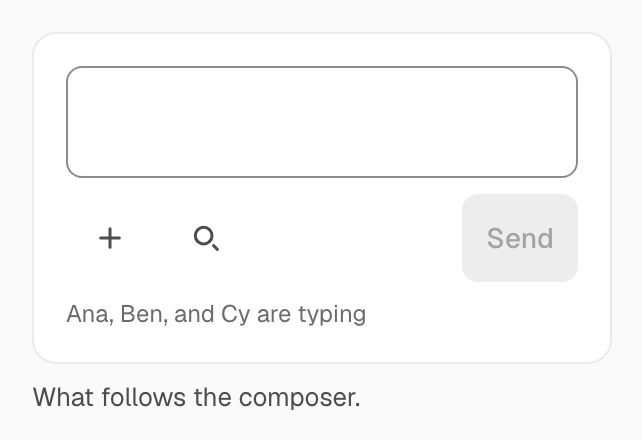 Send
Ana, Ben, and Cy are typing
What follows the composer.